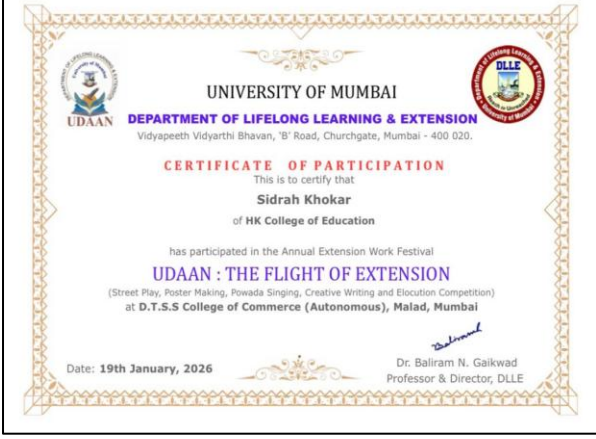 UDAAN
DLLE
UNIVERSITY OF MUMBAI
DEPARTMENT OF LIFELONG LEARNING & EXTENSION
Vidyapeeth Vidyarthi Bhavan, 'B' Road, Churchgate, Mumbai - 400 020.
CERTIFICATE OF PARTICIPATION
This is to certify that
Sidrah Khokar
of HK College of Education
has participated in the Annual Extension Work Festival
UDAAN : THE FLIGHT OF EXTENSION
(Street Play, Poster Making, Powada Singing, Creative Writing and Elocution Competition)
at D.T.S.S College of Commerce (Autonomous), Malad, Mumbai
Date: 19th January, 2026
Dr. Baliram N. Gaikwad
Professor & Director, DLLE